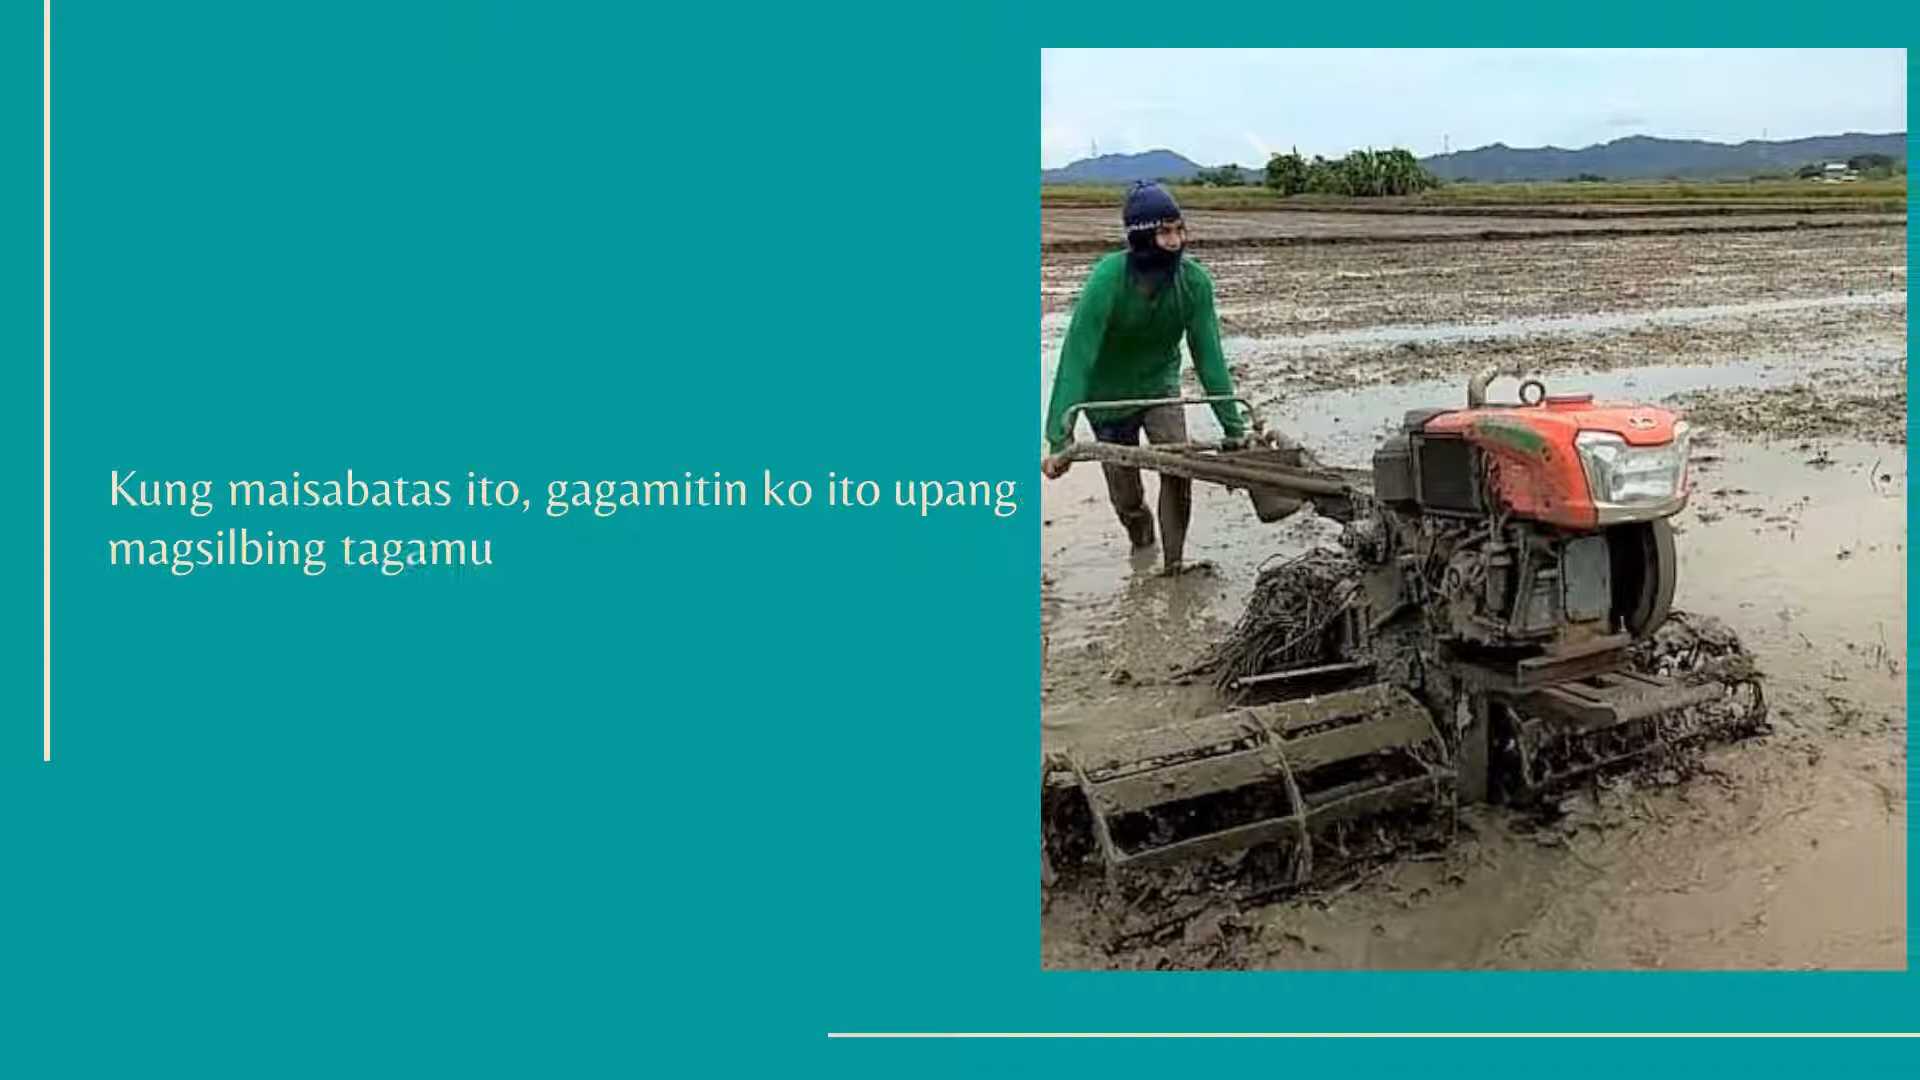 Kung maisabatas ito, gagamitin ko ito upang
magsilbing tagamu